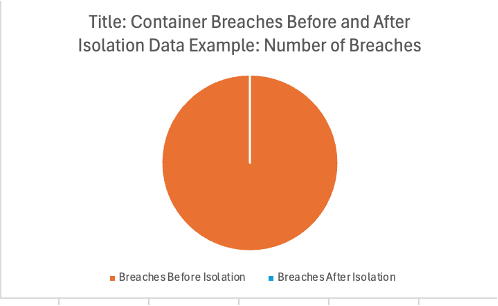 Title: Container Breaches Before and After
Isolation Data Example: Number of Breaches
Breaches Before Isolation Breaches After Isolation